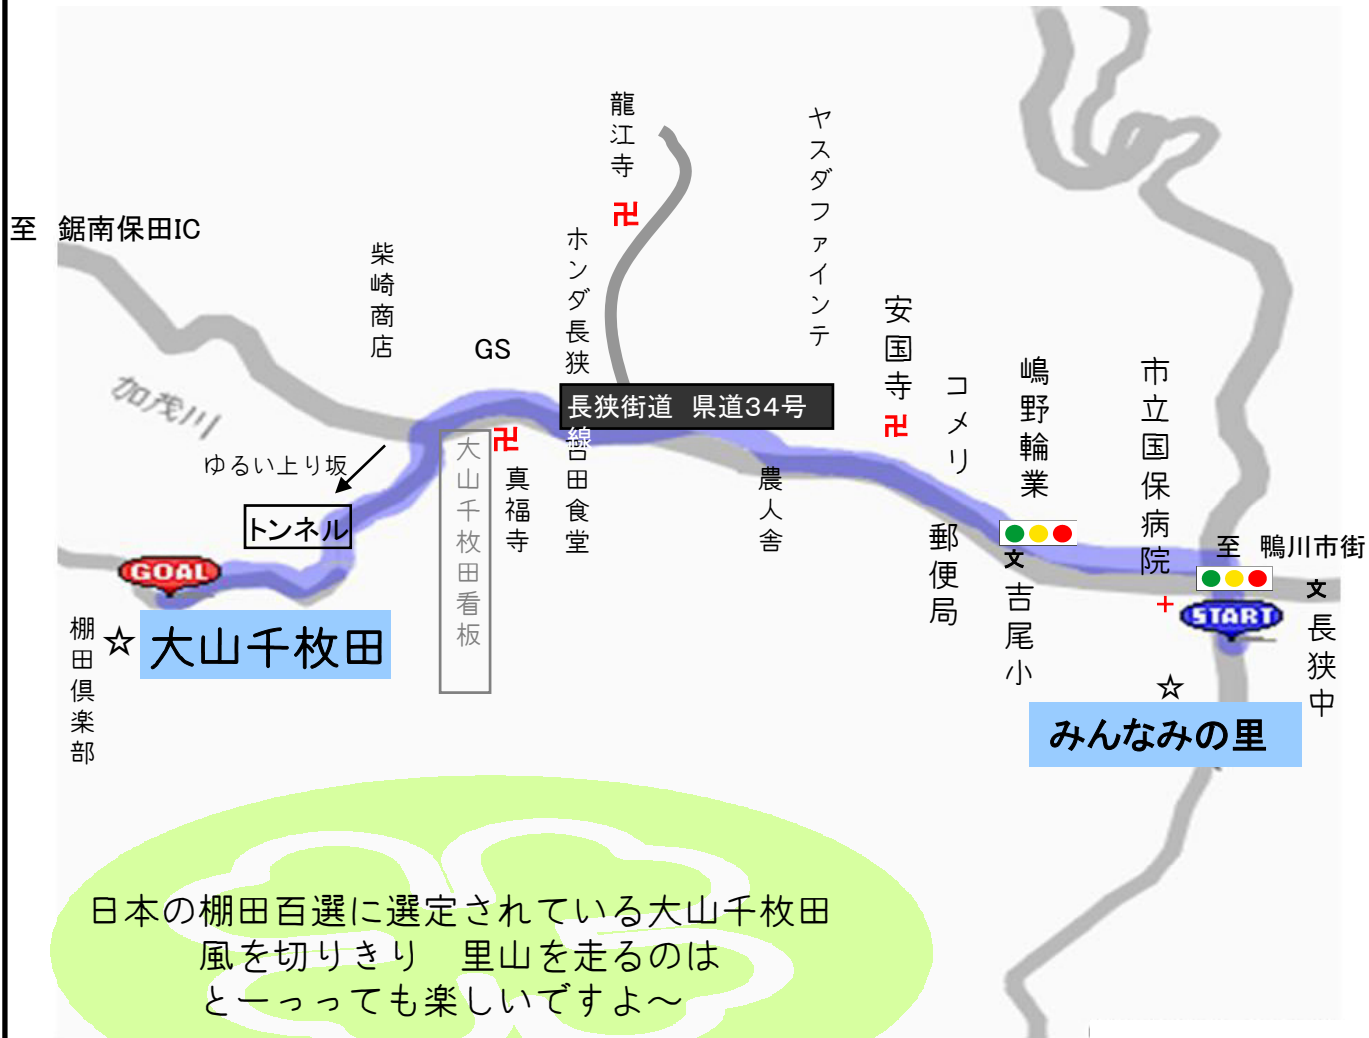 龍江寺
ヤスダファインテ
至 鋸南保田IC
柴崎商店
ホンダ長狭
GS
安国寺
コメリ
嶋野輪業
市立国保病院
加茂川
長狭街道 県道34号線
ゆるい上り坂
トンネル
大山千枚田看板
真福寺
吉田食堂
農人舎
郵便局
文
吉尾小
至 鴨川市街
文
長狭中
START
GOAL
棚田倶楽部
☆
大山千枚田
☆
みんなみの里
日本の棚田百選に選定されている大山千枚田
風を切りきり 里山を走るのは
とーっっても楽しいですよ～